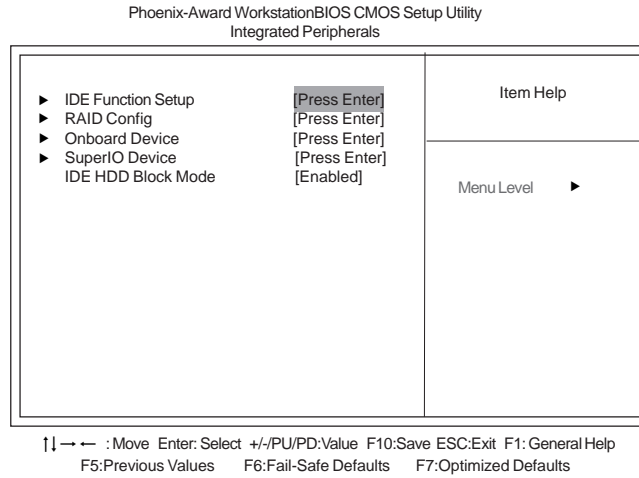 Phoenix-Award WorkstationBIOS CMOS Setup Utility
Integrated Peripherals
► IDE Function Setup [Press Enter]
► RAID Config [Press Enter]
► Onboard Device [Press Enter]
► SuperIO Device [Press Enter]
IDE HDD Block Mode [Enabled]
Item Help
Menu Level ►
↑↓→← : Move Enter: Select +/-/PU/PD:Value F10:Save ESC:Exit F1: General Help
F5:Previous Values F6:Fail-Safe Defaults F7:Optimized Defaults